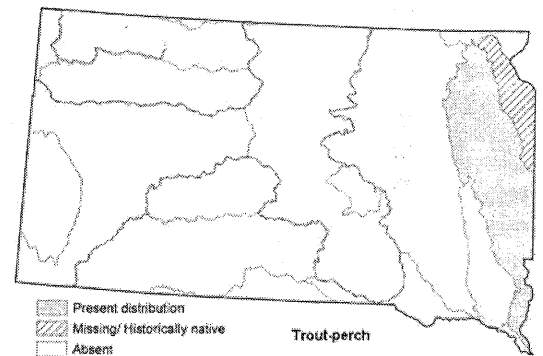 Present distribution
Missing/ Historically native
Absent
Trout-perch